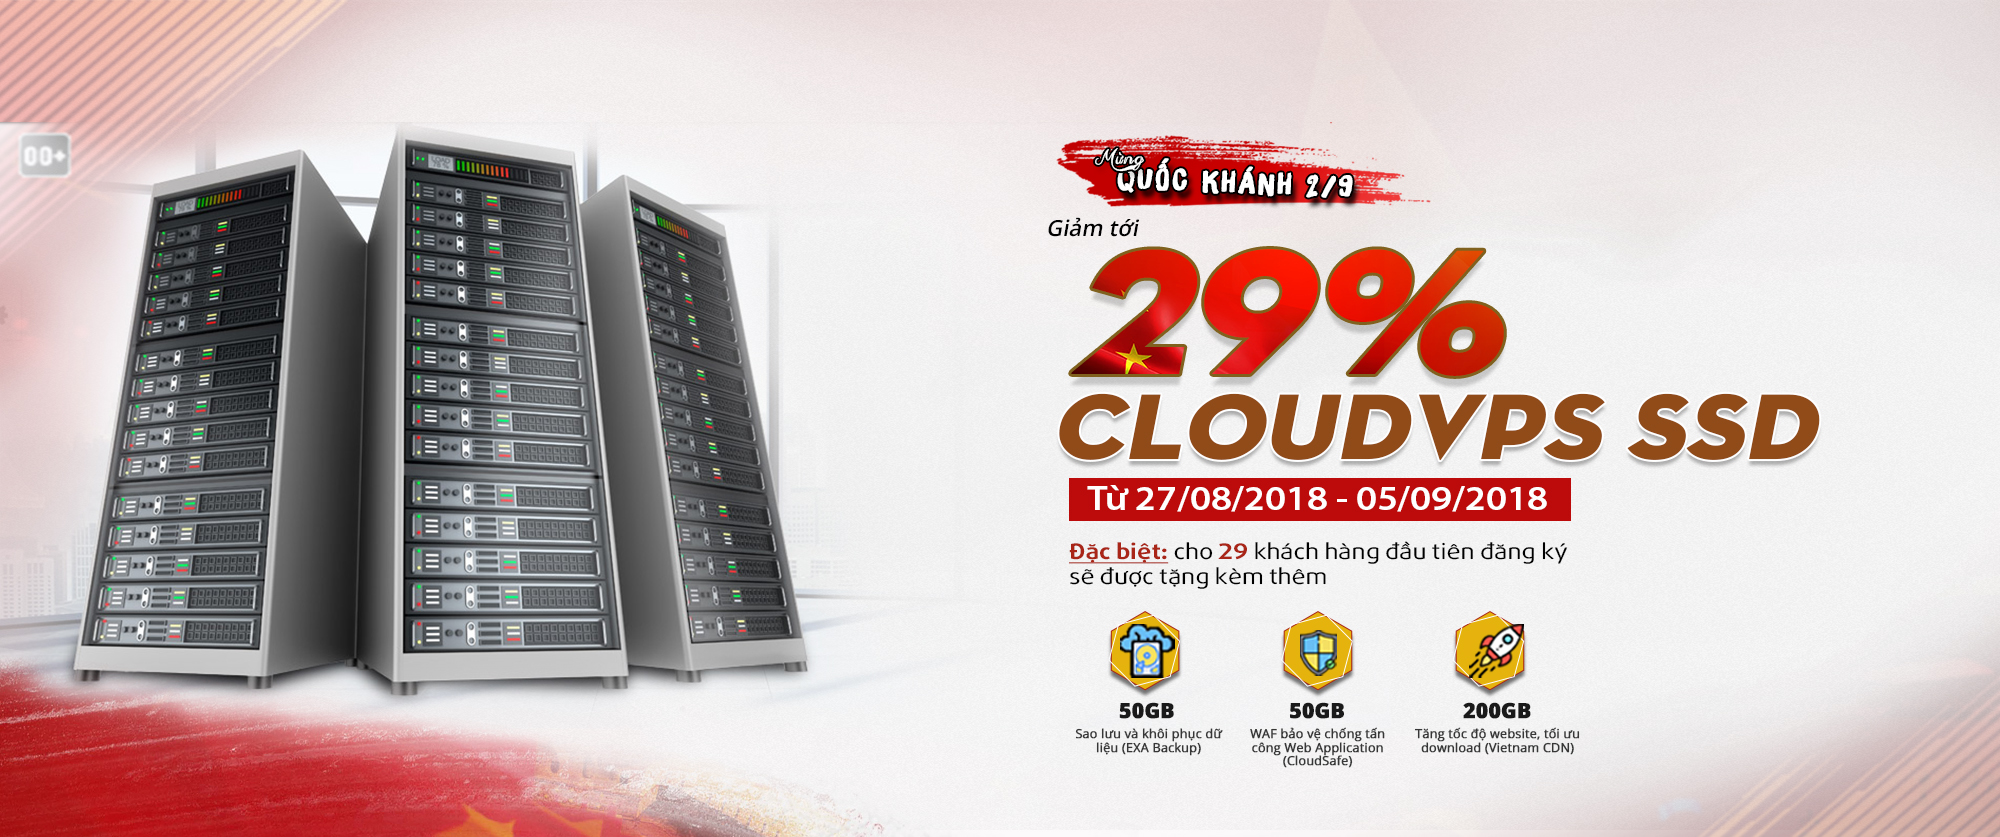 00+
Mừng
QUỐC KHÁNH 2/9
Giảm tới
29%
CLOUDVPS SSD
Từ 27/08/2018 - 05/09/2018
Đặc biệt: cho 29 khách hàng đầu tiên đăng ký
sẽ được tặng kèm thêm
50GB
Sao lưu và khôi phục dữ
liệu (EXA Backup)
50GB
WAF bảo vệ chống tấn
công Web Application
(CloudSafe)
200GB
Tăng tốc độ website, tối ưu
download (Vietnam CDN)